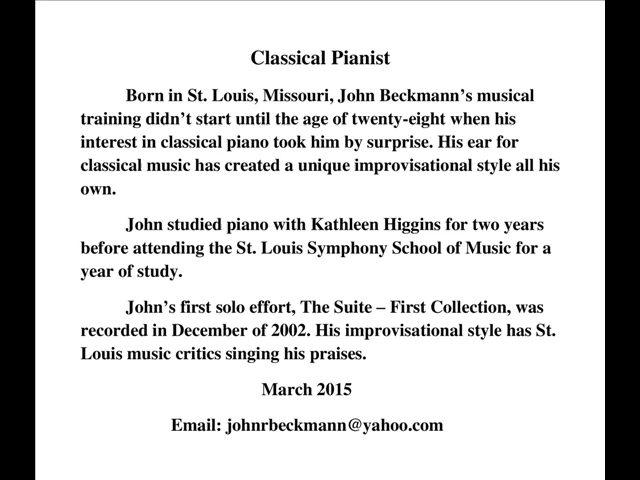 Classical Pianist
Born in St. Louis, Missouri, John Beckmann’s musical
training didn’t start until the age of twenty-eight when his
interest in classical piano took him by surprise. His ear for
classical music has created a unique improvisational style all his
own.
John studied piano with Kathleen Higgins for two years
before attending the St. Louis Symphony School of Music for a
year of study.
John’s first solo effort, The Suite – First Collection, was
recorded in December of 2002. His improvisational style has St.
Louis music critics singing his praises.
March 2015
Email: johnrbeckmann@yahoo.com